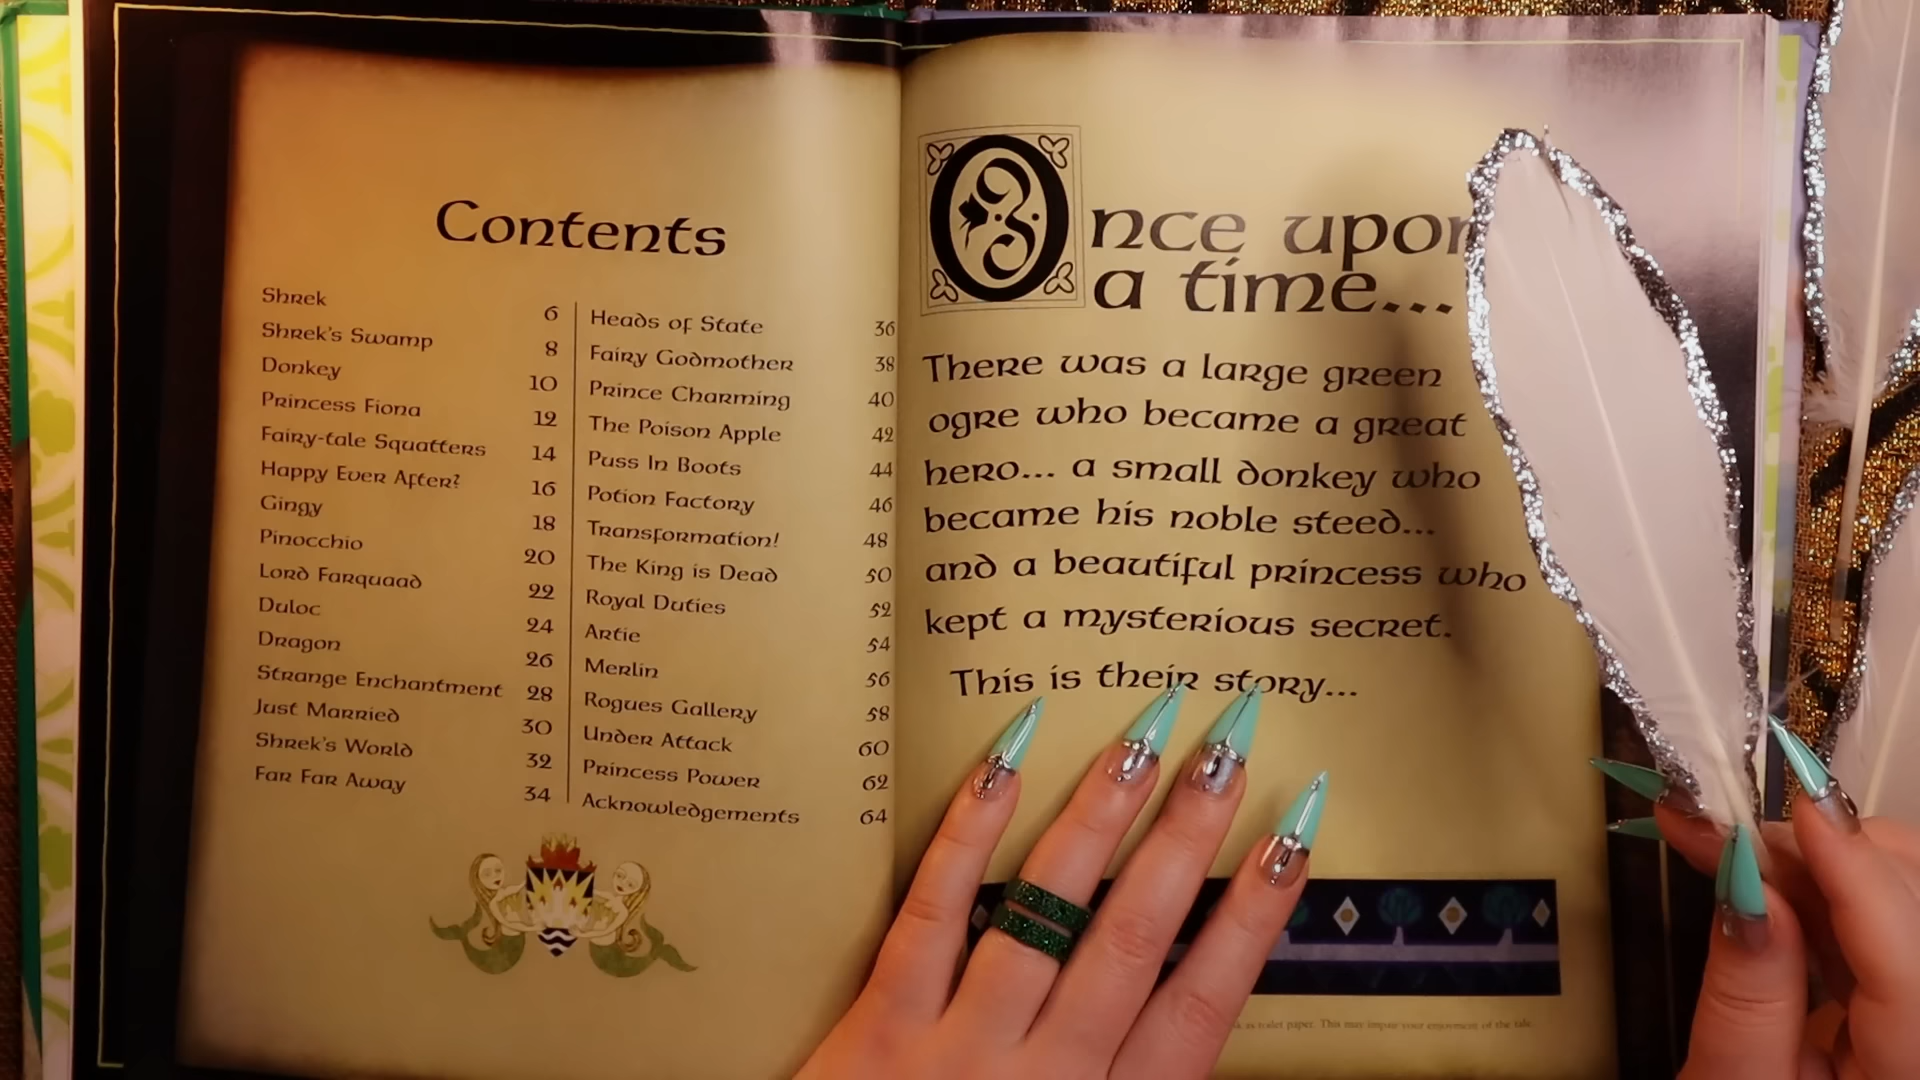 Contents
Shrek 6
Shrek's Swamp 8
Donkey 10
Princess Fiona 12
Fairy-tale Squatters 14
Happy Ever After? 16
Gingy 18
Pinocchio 20
Lord Farquaad 22
Duloc 24
Dragon 26
Strange Enchantment 28
Just Married 30
Shrek's World 32
Far Far Away 34
Heads of State 36
Fairy Godmother 38
Prince Charming 40
The Poison Apple 42
Puss In Boots 44
Potion Factory 46
Transformation! 48
The King is Dead 50
Royal Duties 52
Artie 54
Merlin 56
Rogues Gallery 58
Under Attack 60
Princess Power 62
Acknowledgements 64
Once upon
a time...
There was a large green
ogre who became a great
hero... a small donkey who
became his noble steed...
and a beautiful princess who
kept a mysterious secret.
This is their story...
as toilet paper. This may impair your enjoyment of the tale.